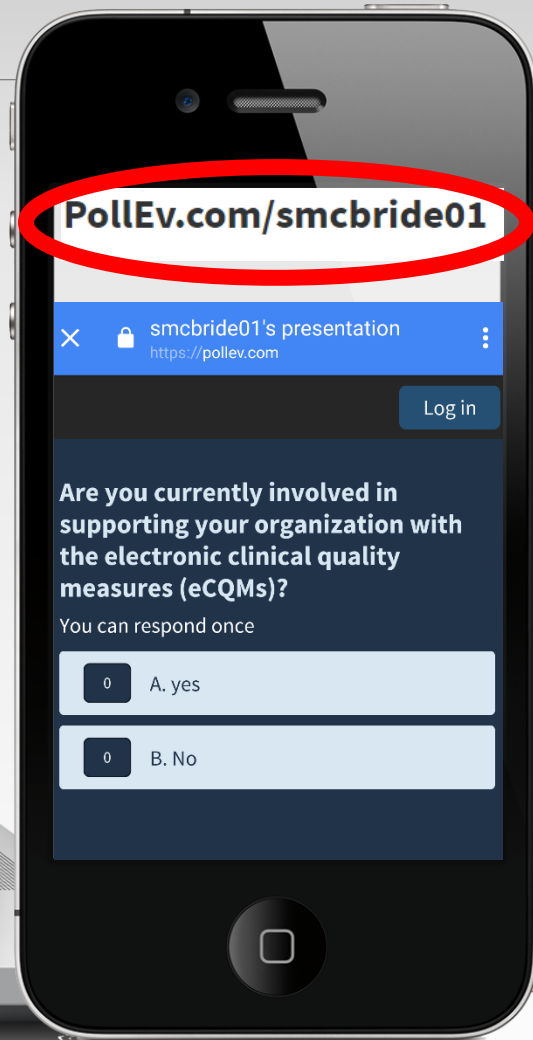 PollEv.com/smcbride01
smcbride01's presentation
https://pollev.com
Log in
Are you currently involved in
supporting your organization with
the electronic clinical quality
measures (eCQMs)?
You can respond once
0 A. yes
0 B. No